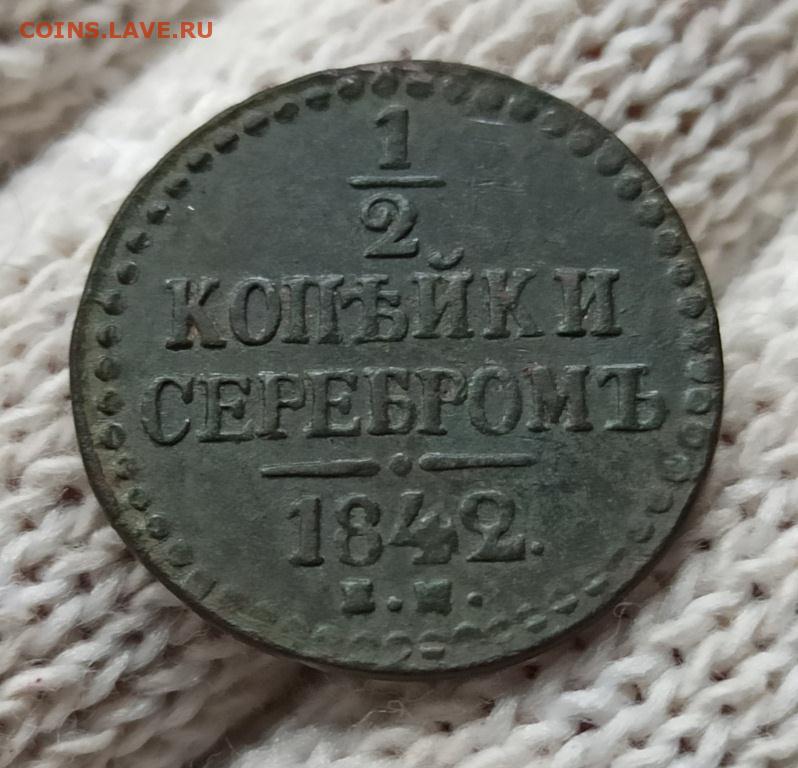 COINS.LAVE.RU
1
2
КОПѢЙКИ
СЕРЕБРОМЪ
1842.